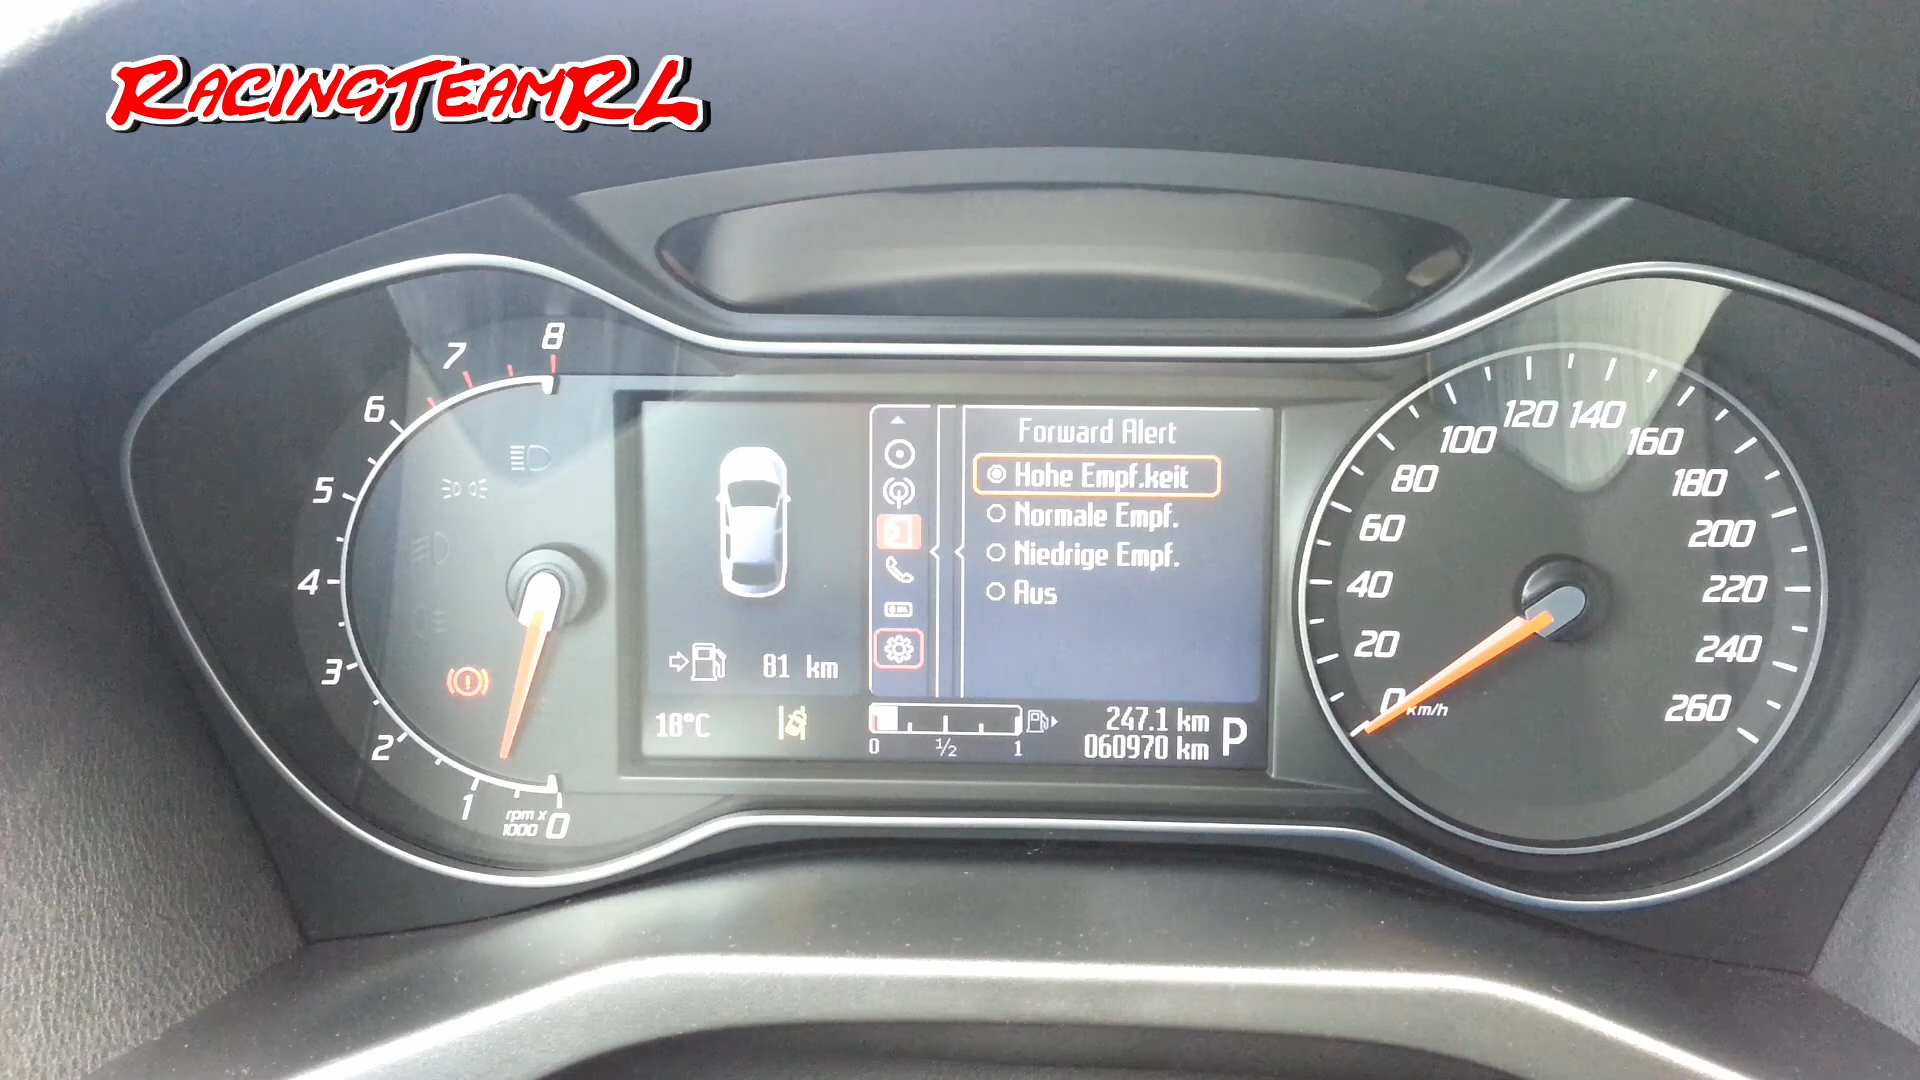 RACINGTEAMRL
8
7
6
5
4
3
2
1
0
rpm x
1000
Forward Alert
Hohe Empf.keit
Normale Empf.
Niedrige Empf.
Aus
81 km
18°C
0 1/2 1
247.1 km
060970 km
P
0
km/h
20
40
60
80
100
120
140
160
180
200
220
240
260